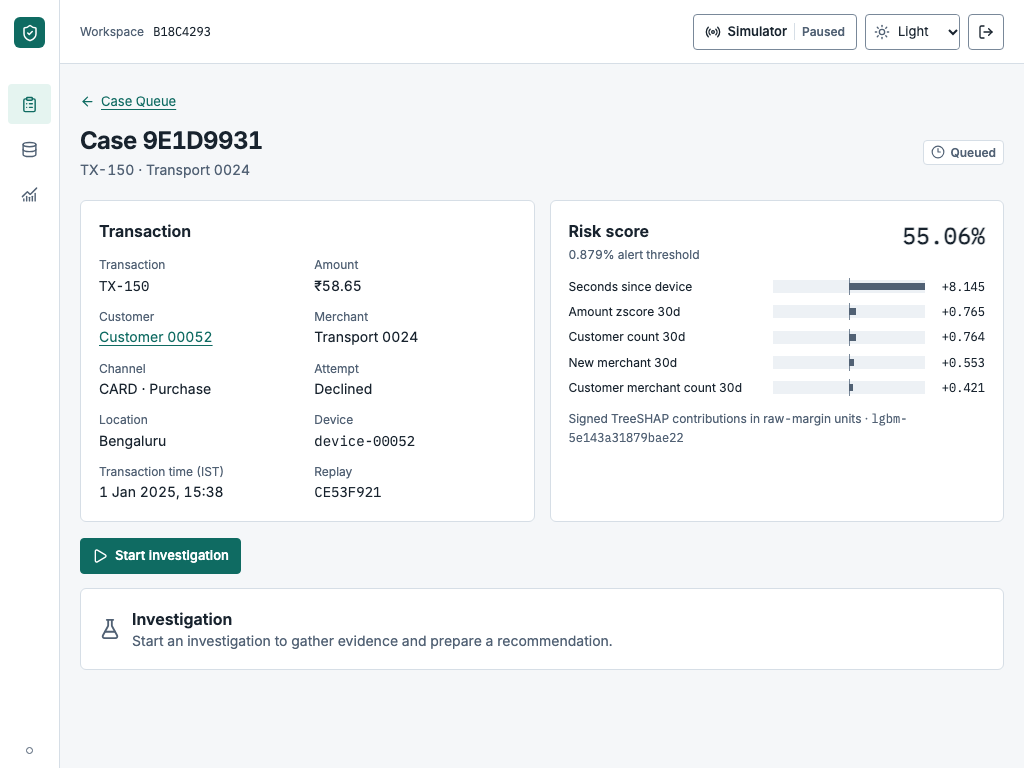 Workspace B18C4293
Simulator Paused
Light
Case Queue
Case 9E1D9931
TX-150 · Transport 0024
Queued
Transaction
Transaction
TX-150
Amount
₹58.65
Customer
Customer 00052
Merchant
Transport 0024
Channel
CARD · Purchase
Attempt
Declined
Location
Bengaluru
Device
device-00052
Transaction time (IST)
1 Jan 2025, 15:38
Replay
CE53F921
Risk score
55.06%
0.879% alert threshold
Seconds since device +8.145
Amount zscore 30d +0.765
Customer count 30d +0.764
New merchant 30d +0.553
Customer merchant count 30d +0.421
Signed TreeSHAP contributions in raw-margin units · lgbm-
5e143a31879bae22
Start investigation
Investigation
Start an investigation to gather evidence and prepare a recommendation.